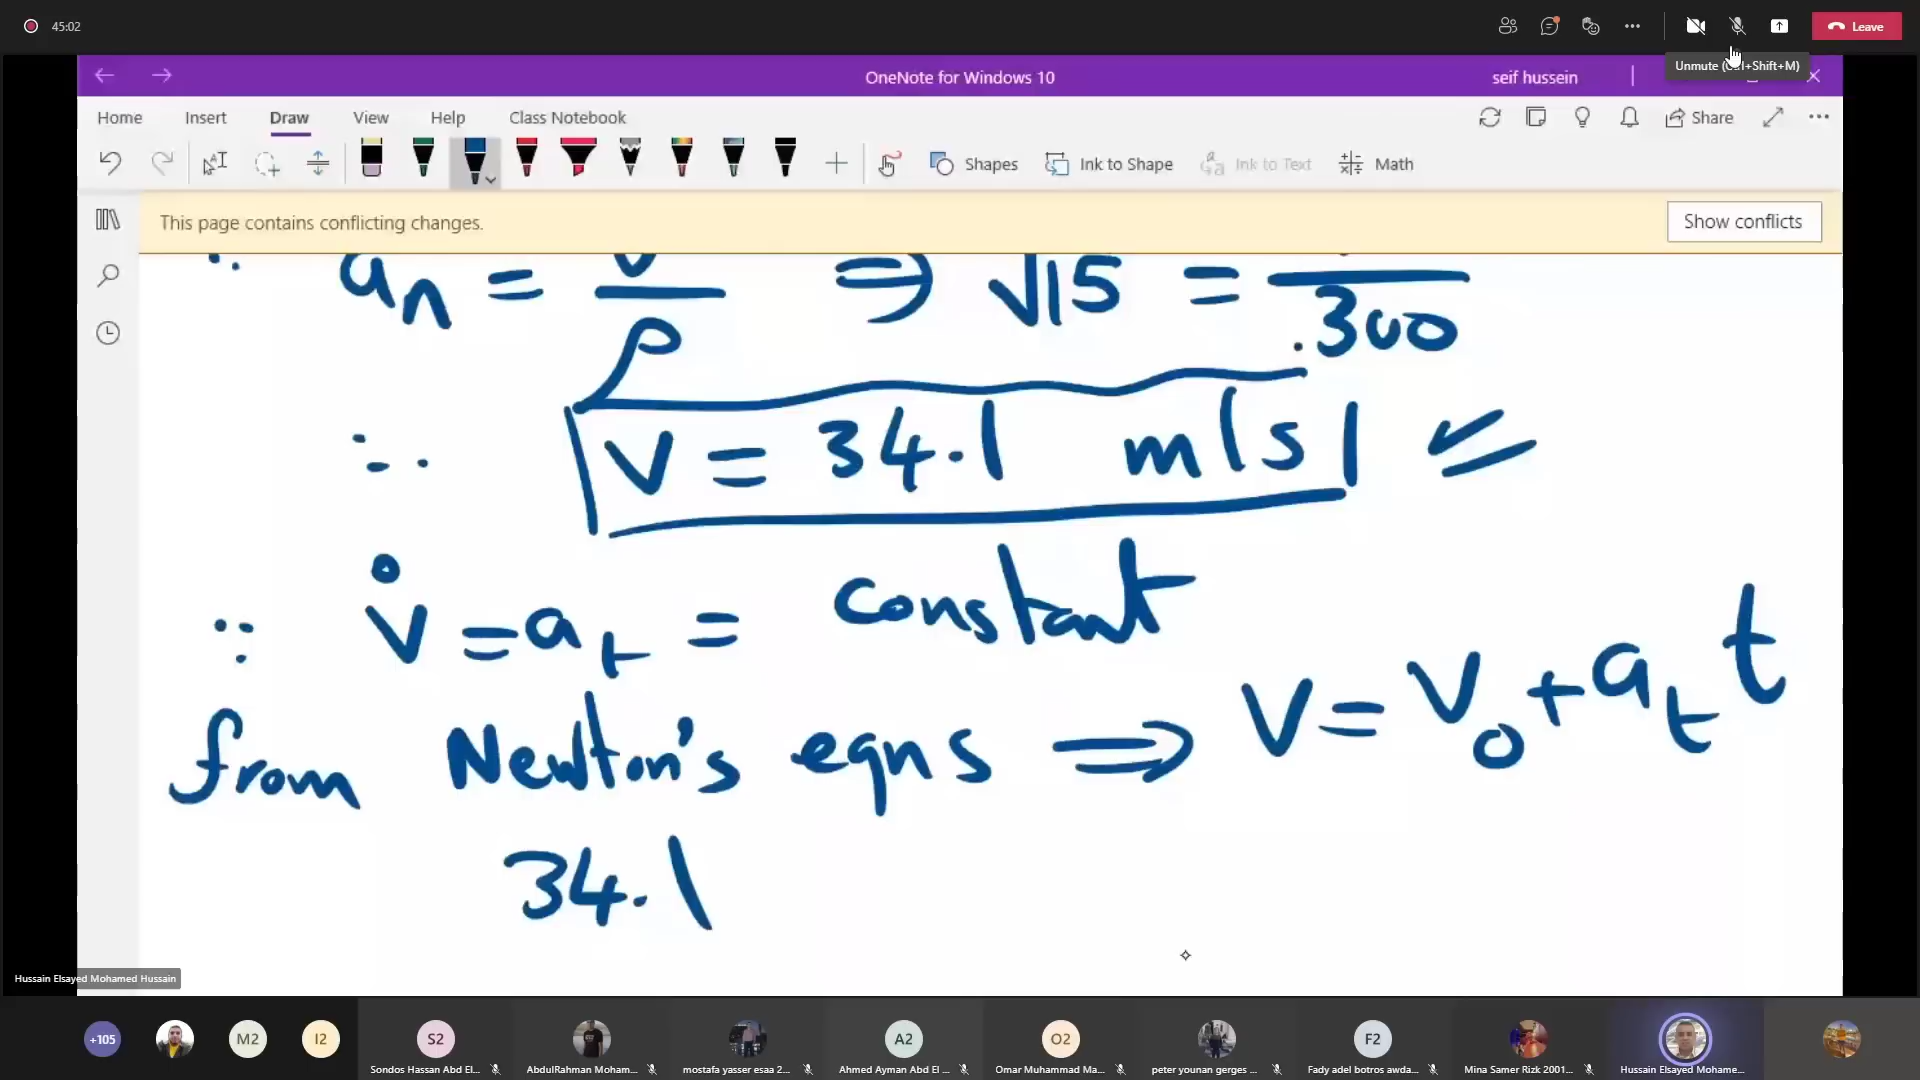 45:02
Leave
OneNote for Windows 10
seif hussein
Unmute (Ctrl+Shift+M)
Home Insert Draw View Help Class Notebook
Share
Shapes Ink to Shape Ink to Text Math
This page contains conflicting changes.
Show conflicts
∵ an = v/ρ ⇒ √15 = /300
∴ V = 34.1 m/s
∵ v̇ = at = constant
from Newton's eqns ⇒ V = V0 + at t
34.1
Hussain Elsayed Mohamed Hussain
+105 M2 I2 S2 A2 O2 F2
Sondos Hassan Abd El... AbdulRahman Moham... mostafa yasser esaa 2... Ahmed Ayman Abd El ... Omar Muhammad Ma... peter younan gerges ... Fady adel botros awda... Mina Samer Rizk 2001... Hussain Elsayed Mohame...